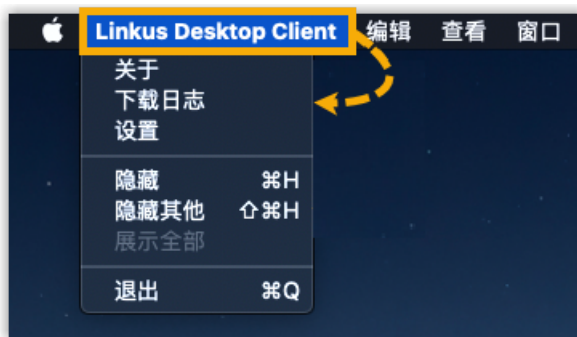 Linkus Desktop Client 编辑 查看 窗口
关于
下载日志
设置
隐藏 ⌘H
隐藏其他 ⇧⌘H
展示全部
退出 ⌘Q